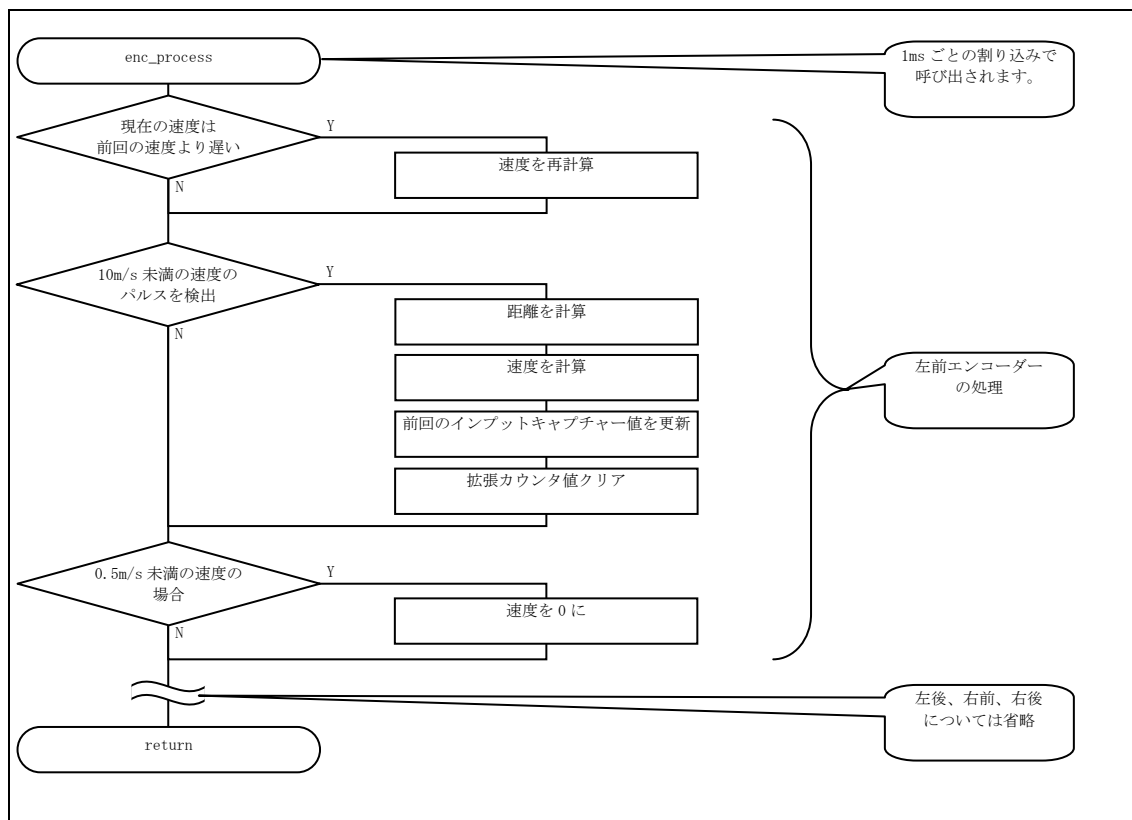 enc_process
1ms ごとの割り込みで
呼び出されます。
現在の速度は
前回の速度より遅い
Y
速度を再計算
N
10m/s 未満の速度の
パルスを検出
Y
距離を計算
N
速度を計算
左前エンコーダー
の処理
前回のインプットキャプチャー値を更新
拡張カウンタ値クリア
0.5m/s 未満の速度の
場合
Y
速度を 0 に
N
左後、右前、右後
については省略
return